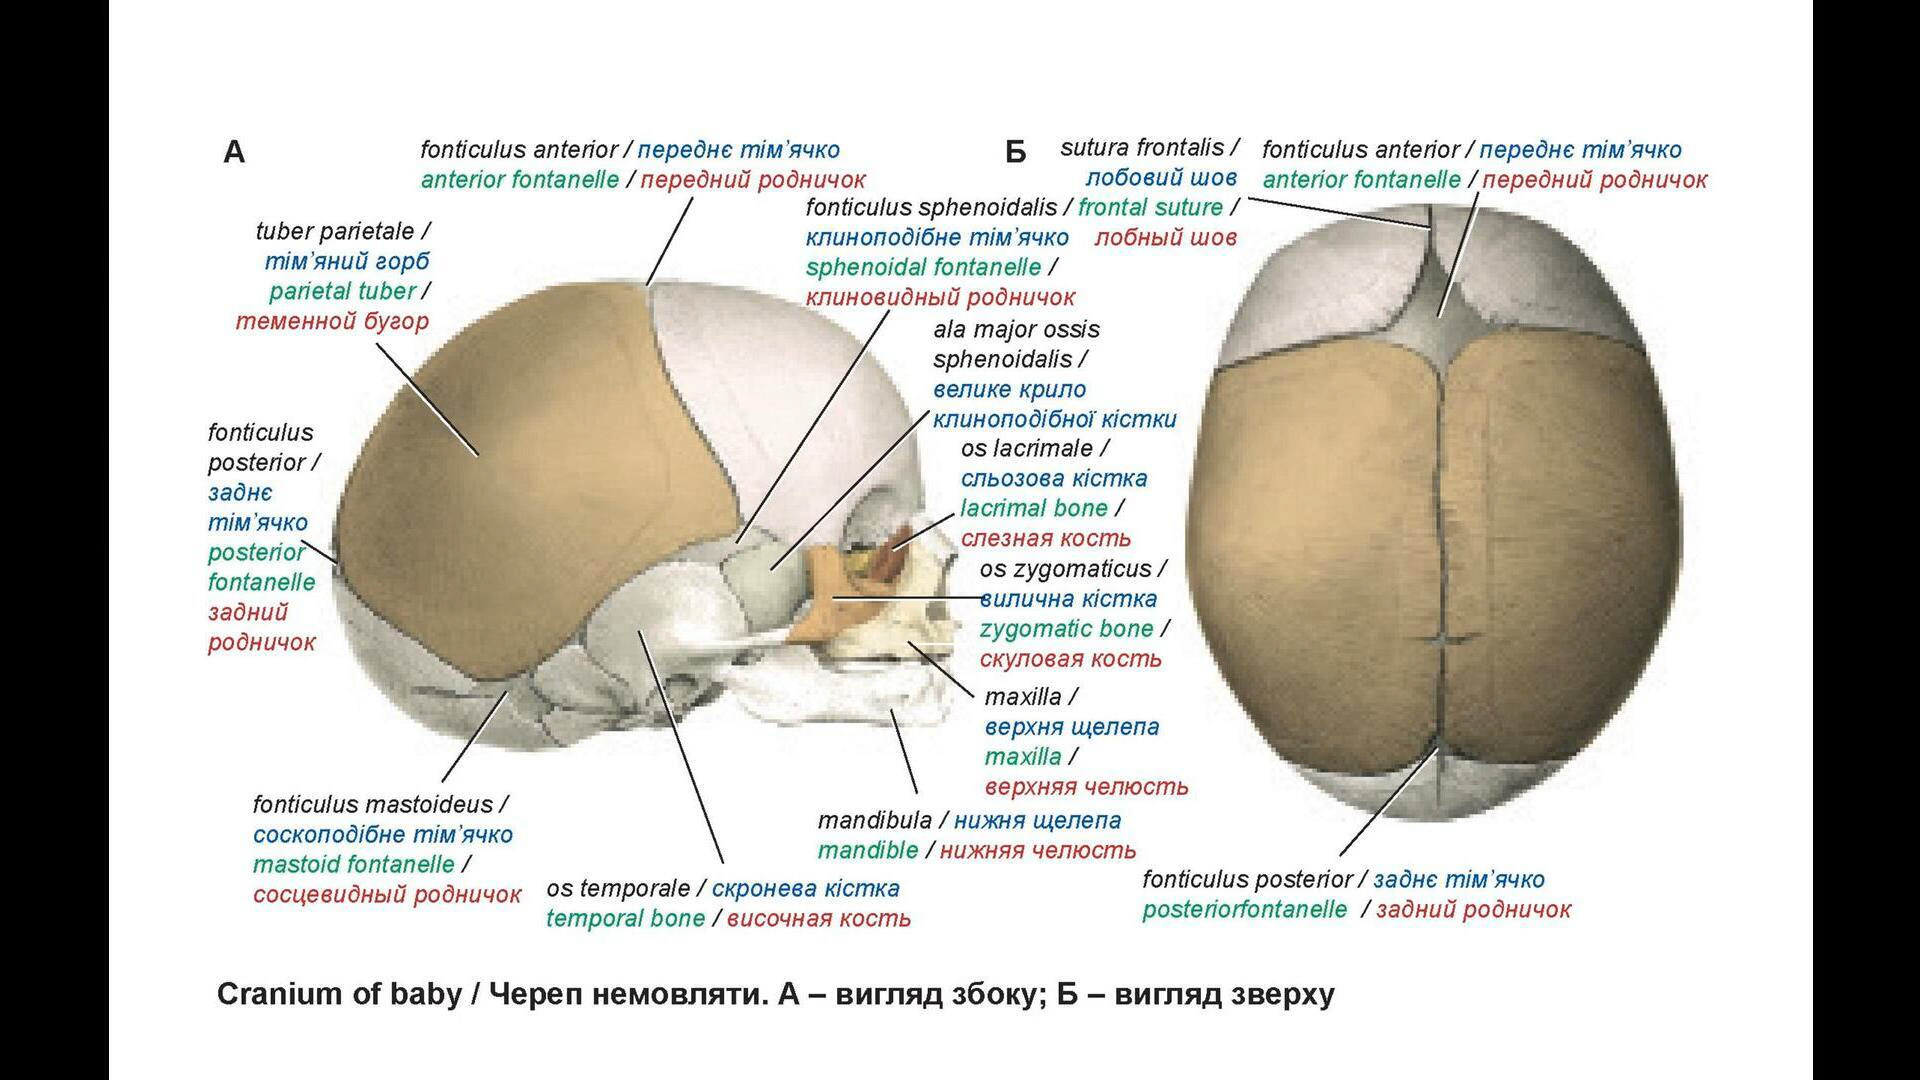 А
fonticulus anterior / переднє тім’ячко
anterior fontanelle / передний родничок
tuber parietale /
тім’яний горб
parietal tuber /
теменной бугор
fonticulus sphenoidalis /
клиноподібне тім’ячко
sphenoidal fontanelle /
клиновидный родничок
ala major ossis
sphenoidalis /
велике крило
клиноподібної кістки
fonticulus
posterior /
заднє
тім’ячко
posterior
fontanelle
задний
родничок
os lacrimale /
сльозова кістка
lacrimal bone /
слезная кость
os zygomaticus /
вилична кістка
zygomatic bone /
скуловая кость
maxilla /
верхня щелепа
maxilla /
верхняя челюсть
mandibula / нижня щелепа
mandible / нижняя челюсть
fonticulus mastoideus /
соскоподібне тім’ячко
mastoid fontanelle /
сосцевидный родничок
os temporale / скронева кістка
temporal bone / височная кость
Б
sutura frontalis /
лобовий шов
frontal suture /
лобный шов
fonticulus anterior / переднє тім’ячко
anterior fontanelle / передний родничок
fonticulus posterior / заднє тім’ячко
posteriorfontanelle / задний родничок
Cranium of baby / Череп немовляти. А – вигляд збоку; Б – вигляд зверху